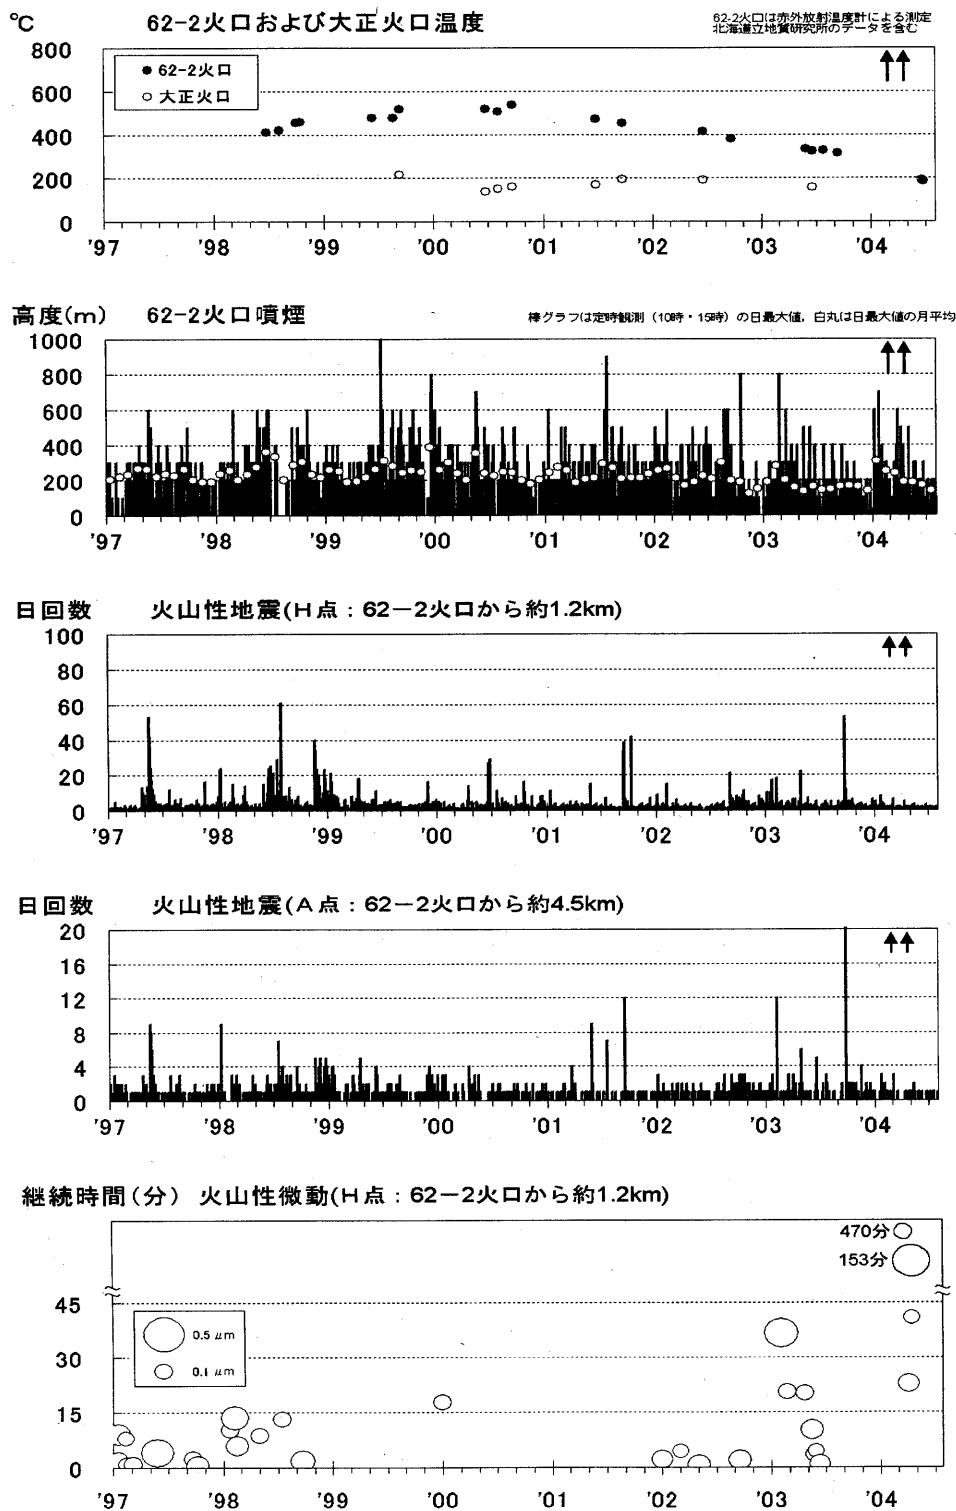 ℃ 62-2火口および大正火口温度
62-2火口は赤外放射温度計による測定
北海道立地質研究所のデータを含む
800
600
400
200
0
62-2火口
大正火口
'97 '98 '99 '00 '01 '02 '03 '04
高度(m) 62-2火口噴煙
棒グラフは定時観測（10時・15時）の日最大値，白丸は日最大値の月平均
1000
800
600
400
200
0
'97 '98 '99 '00 '01 '02 '03 '04
日回数 火山性地震(H点：62－2火口から約1.2km)
100
80
60
40
20
0
'97 '98 '99 '00 '01 '02 '03 '04
日回数 火山性地震(A点：62－2火口から約4.5km)
20
16
12
8
4
0
'97 '98 '99 '00 '01 '02 '03 '04
継続時間(分) 火山性微動(H点：62－2火口から約1.2km)
470分
153分
45
30
15
0
0.5 μm
0.1 μm
'97 '98 '99 '00 '01 '02 '03 '04